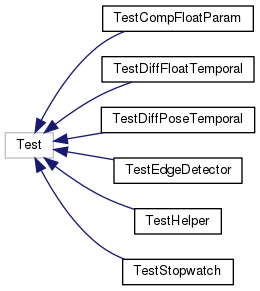 TestCompFloatParam
TestDiffFloatTemporal
TestDiffPoseTemporal
Test
TestEdgeDetector
TestHelper
TestStopwatch